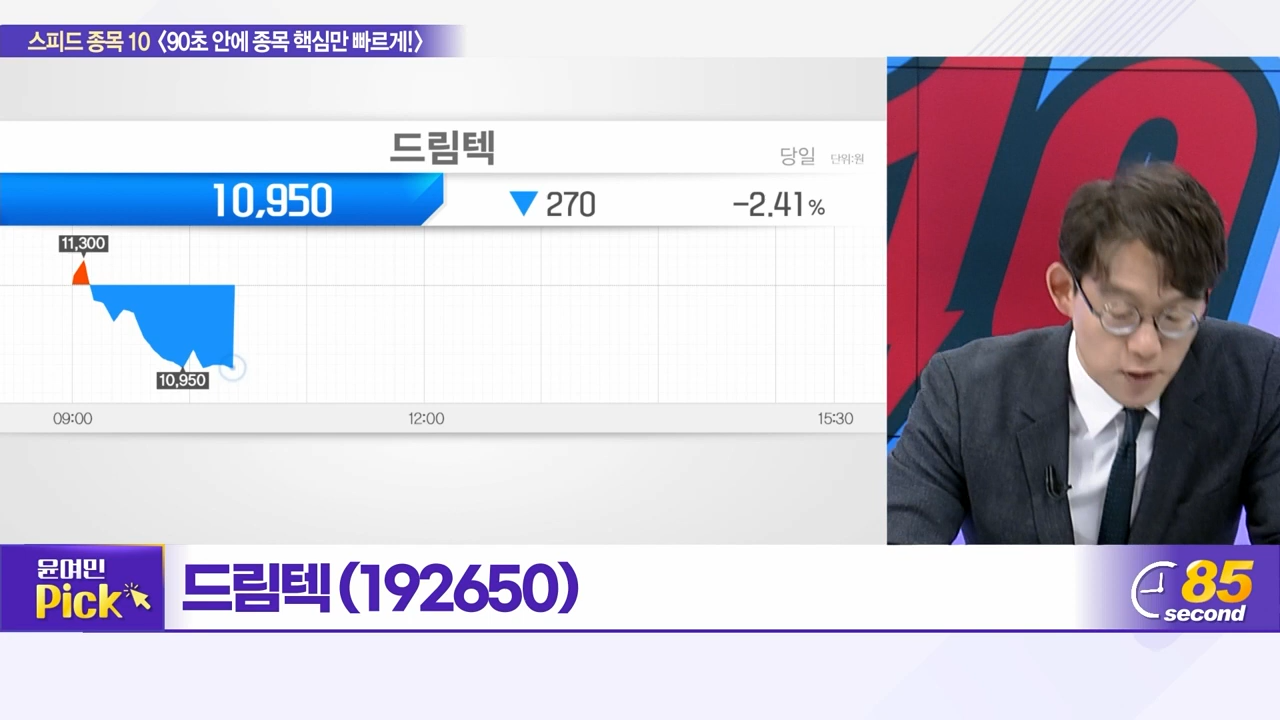 스피드 종목 10 <90초 안에 종목 핵심만 빠르게!>
드림텍
당일 단위:원
10,950 ▼ 270 -2.41%
11,300
10,950
09:00 12:00 15:30
10
윤여민
Pick
드림텍(192650)
85
second